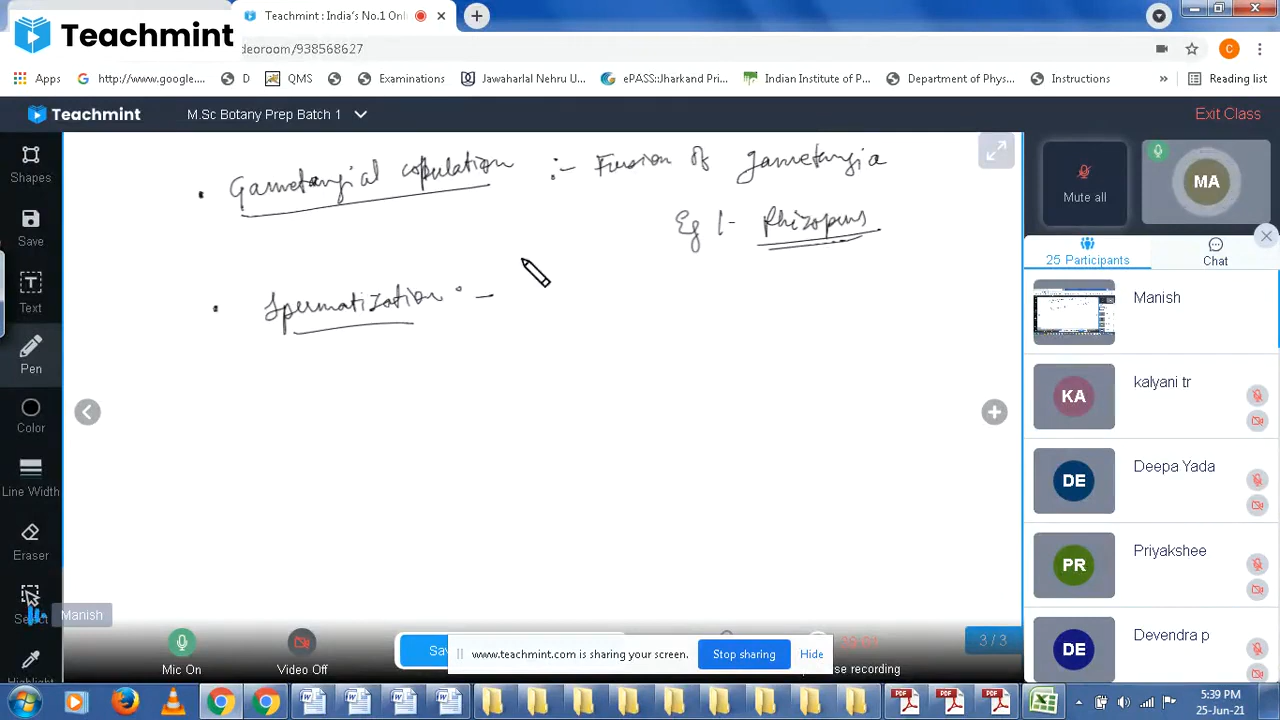 Teachmint
Teachmint : India's No.1 Onl
deoroom/938568627
Apps
http://www.google....
D
QMS
Examinations
Jawaharlal Nehru U...
ePASS::Jharkand Pri...
Indian Institute of P...
Department of Phys...
Instructions
»
Reading list
Teachmint
M.Sc Botany Prep Batch 1
Exit Class
Shapes
Save
Text
Pen
Color
Line Width
Eraser
Select
Manish
Highlight
• Gametangial copulation :- Fusion of gametangia
Eg :- Rhizopus
• Spermatization :-
Mute all
MA
25 Participants
Chat
Manish
KA
kalyani tr
DE
Deepa Yada
PR
Priyakshee
DE
Devendra p
Mic On
Video Off
Sav
www.teachmint.com is sharing your screen.
Stop sharing
Hide
recording
3 / 3
5:39 PM
25-Jun-21